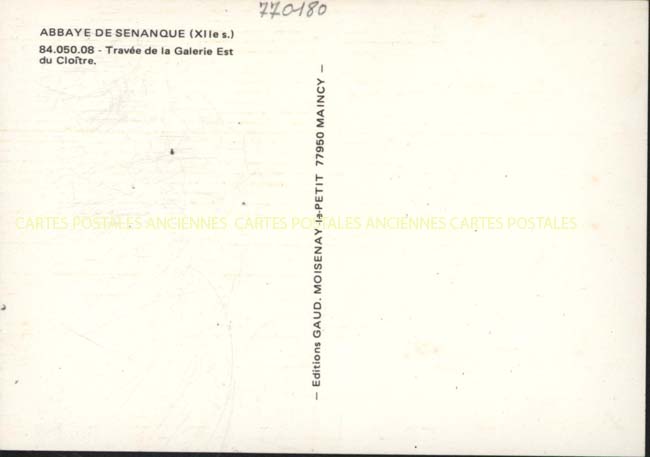 770180
ABBAYE DE SENANQUE (XIIe s.)
84.050.08 - Travée de la Galerie Est
du Cloître.
— Editions GAUD. MOISENAY-le-PETIT 77950 MAINCY —
CARTES POSTALES ANCIENNES CARTES POSTALES ANCIENNES CARTES POSTALES